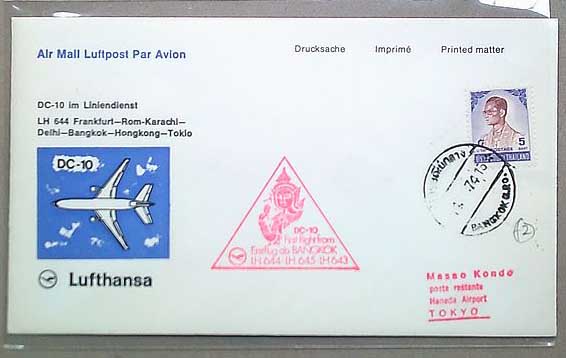 Air Mail Luftpost Par Avion
Drucksache Imprimé Printed matter
DC-10 im Liniendienst
LH 644 Frankfurt–Rom–Karachi–
Delhi–Bangkok–Hongkong–Tokio
DC-10
Lufthansa
DC-10
First flight from
Erstflug ab BANGKOK
LH 644 · LH 645 · LH 643
5
BANGKOK G.P.O.
Masao Kondo
poste restante
Haneda Airport
TOKYO
2